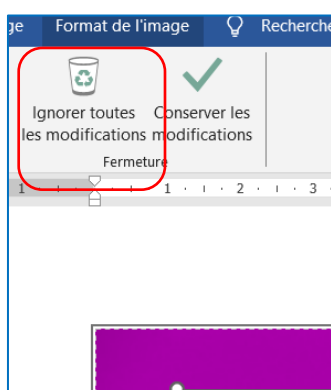 ge Format de l'image Recherche
Ignorer toutes Conserver les
les modifications modifications
Fermeture
1 1 2 3